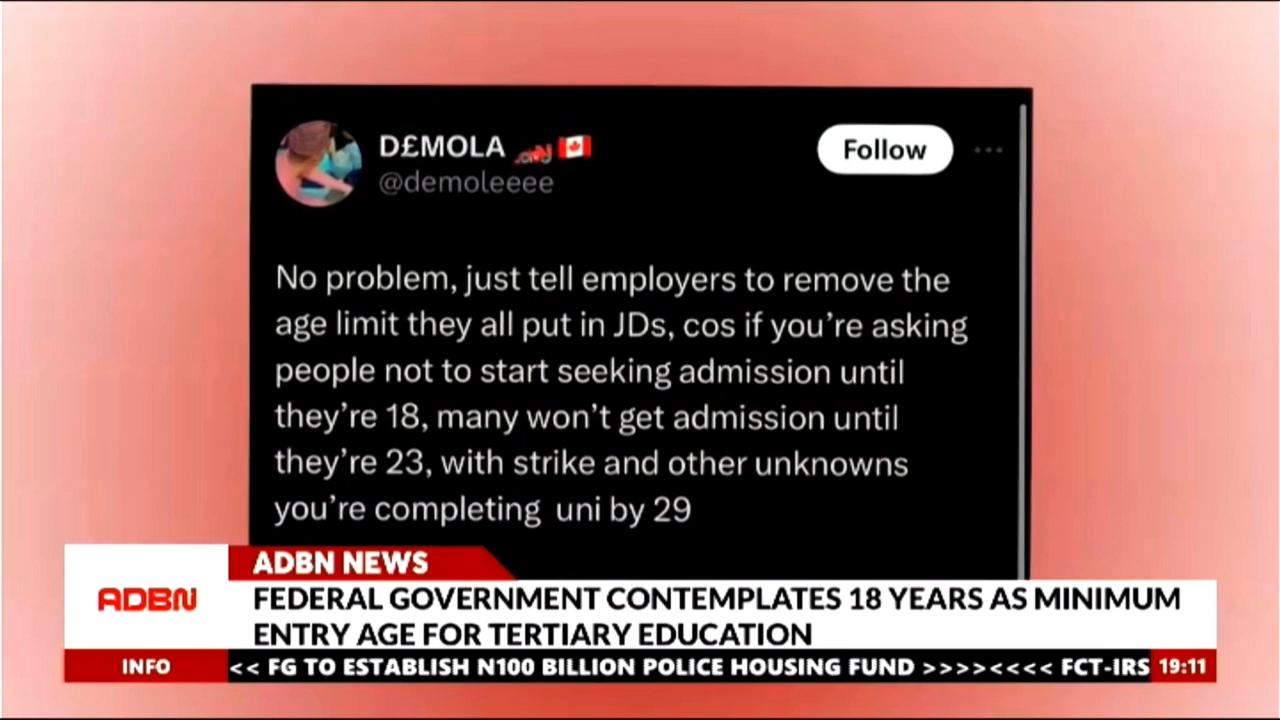 D£MOLA
Follow
@demoleeee
No problem, just tell employers to remove the
age limit they all put in JDs, cos if you're asking
people not to start seeking admission until
they're 18, many won't get admission until
they're 23, with strike and other unknowns
you're completing uni by 29
ADBN NEWS
ADBN
FEDERAL GOVERNMENT CONTEMPLATES 18 YEARS AS MINIMUM
ENTRY AGE FOR TERTIARY EDUCATION
INFO
<< FG TO ESTABLISH N100 BILLION POLICE HOUSING FUND >>>><<<< FCT-IRS
19:11